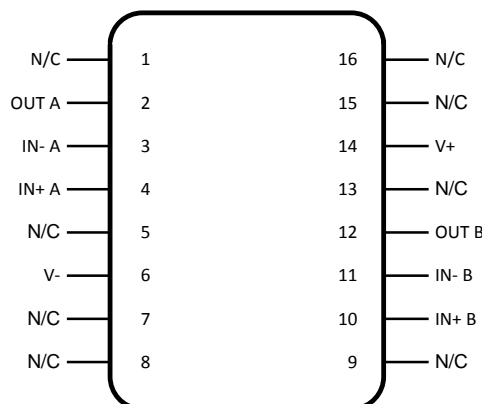 N/C 1 16 N/C
OUT A 2 15 N/C
IN- A 3 14 V+
IN+ A 4 13 N/C
N/C 5 12 OUT B
V- 6 11 IN- B
N/C 7 10 IN+ B
N/C 8 9 N/C